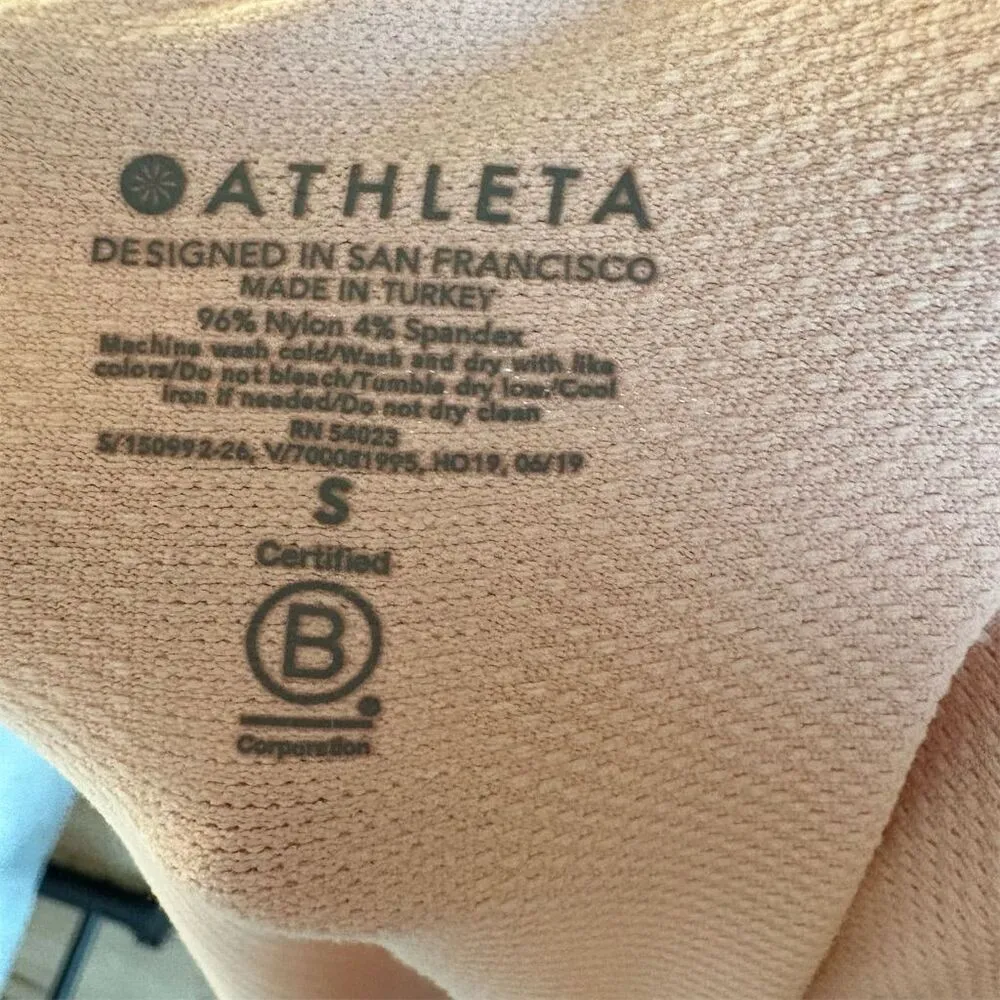 ATHLETA
DESIGNED IN SAN FRANCISCO
MADE IN TURKEY
96% Nylon 4% Spandex
Machine wash cold/Wash and dry with like
colors/Do not bleach/Tumble dry low/Cool
Iron if needed/Do not dry clean
RN 54023
S/150992-26, V/700081995, HO19, 06/19
S
Certified
B
Corporation